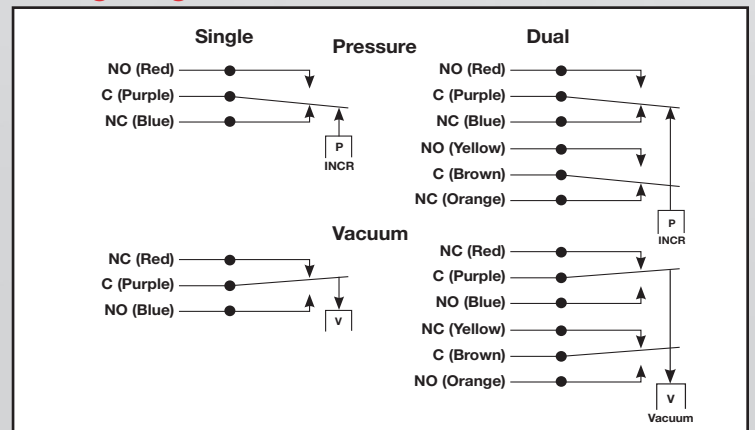 Single
Pressure
Dual
NO (Red)
C (Purple)
NC (Blue)
P
INCR
NO (Red)
C (Purple)
NC (Blue)
NO (Yellow)
C (Brown)
NC (Orange)
P
INCR
Vacuum
NC (Red)
C (Purple)
NO (Blue)
V
NC (Red)
C (Purple)
NO (Blue)
NC (Yellow)
C (Brown)
NO (Orange)
V
Vacuum